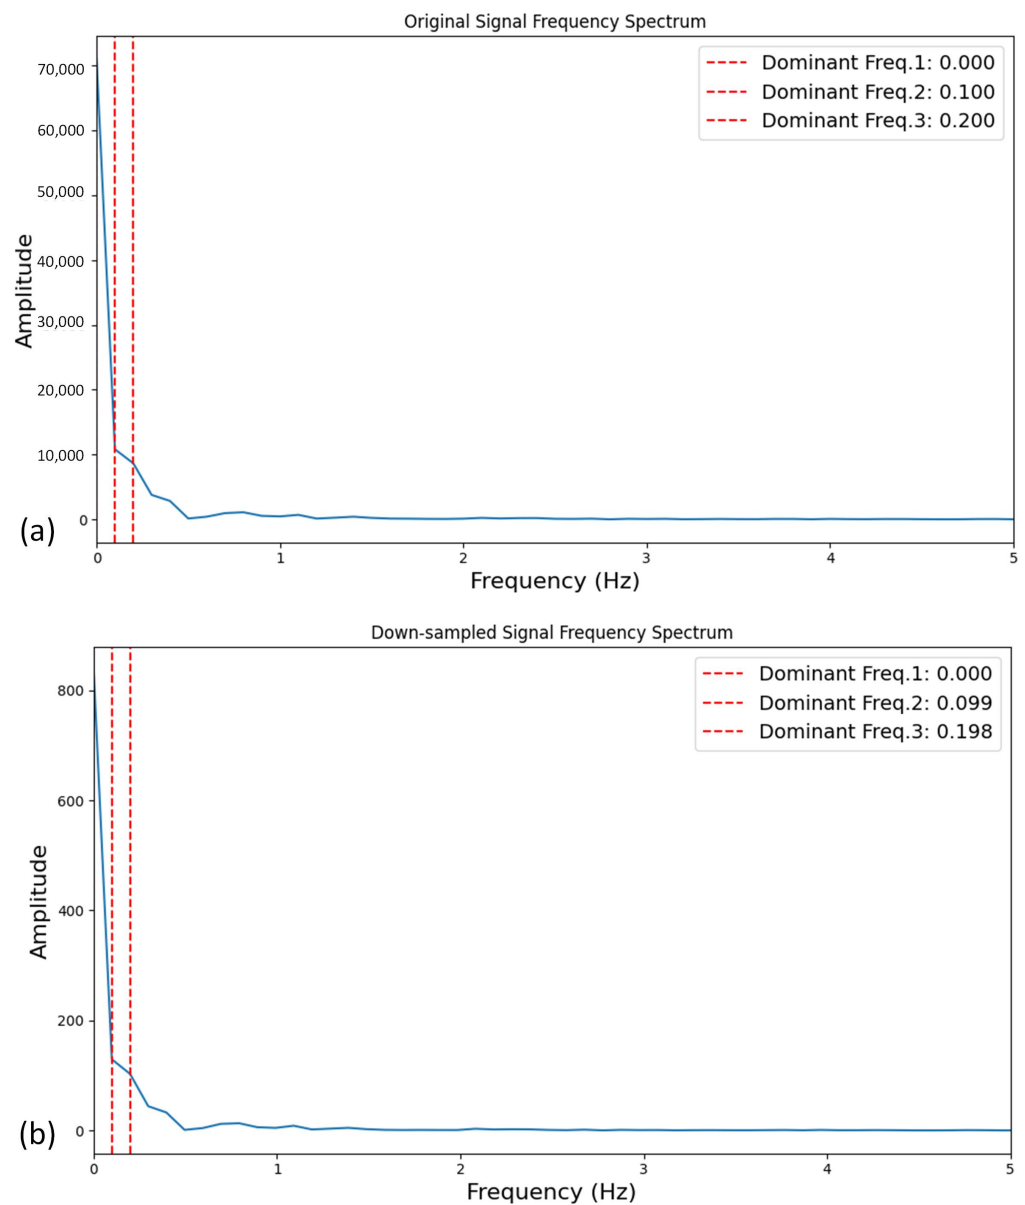 Original Signal Frequency Spectrum
Dominant Freq.1: 0.000
Dominant Freq.2: 0.100
Dominant Freq.3: 0.200
70,000
60,000
50,000
40,000
30,000
20,000
10,000
0
Amplitude
(a)
0 1 2 3 4 5
Frequency (Hz)
Down-sampled Signal Frequency Spectrum
Dominant Freq.1: 0.000
Dominant Freq.2: 0.099
Dominant Freq.3: 0.198
800
600
400
200
0
Amplitude
(b)
0 1 2 3 4 5
Frequency (Hz)